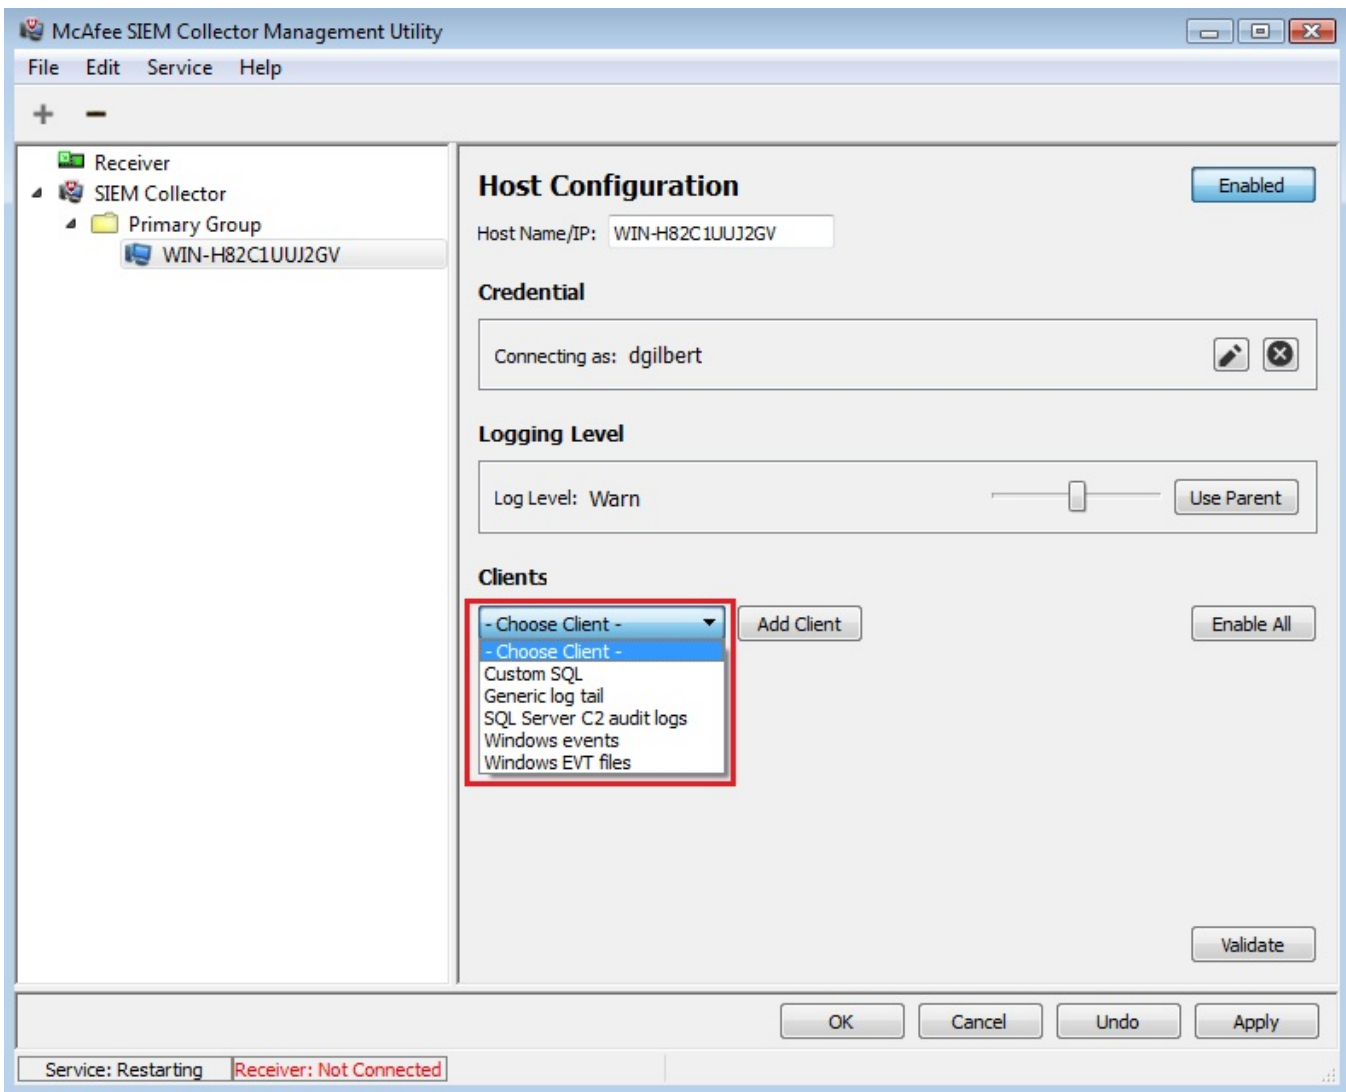 McAfee SIEM Collector Management Utility
File Edit Service Help
Receiver
SIEM Collector
Primary Group
WIN-H82C1UUJ2GV
Host Configuration
Enabled
Host Name/IP: WIN-H82C1UUJ2GV
Credential
Connecting as: dgilbert
Logging Level
Log Level: Warn
Use Parent
Clients
- Choose Client -
Add Client
Enable All
- Choose Client -
Custom SQL
Generic log tail
SQL Server C2 audit logs
Windows events
Windows EVT files
Validate
OK Cancel Undo Apply
Service: Restarting Receiver: Not Connected